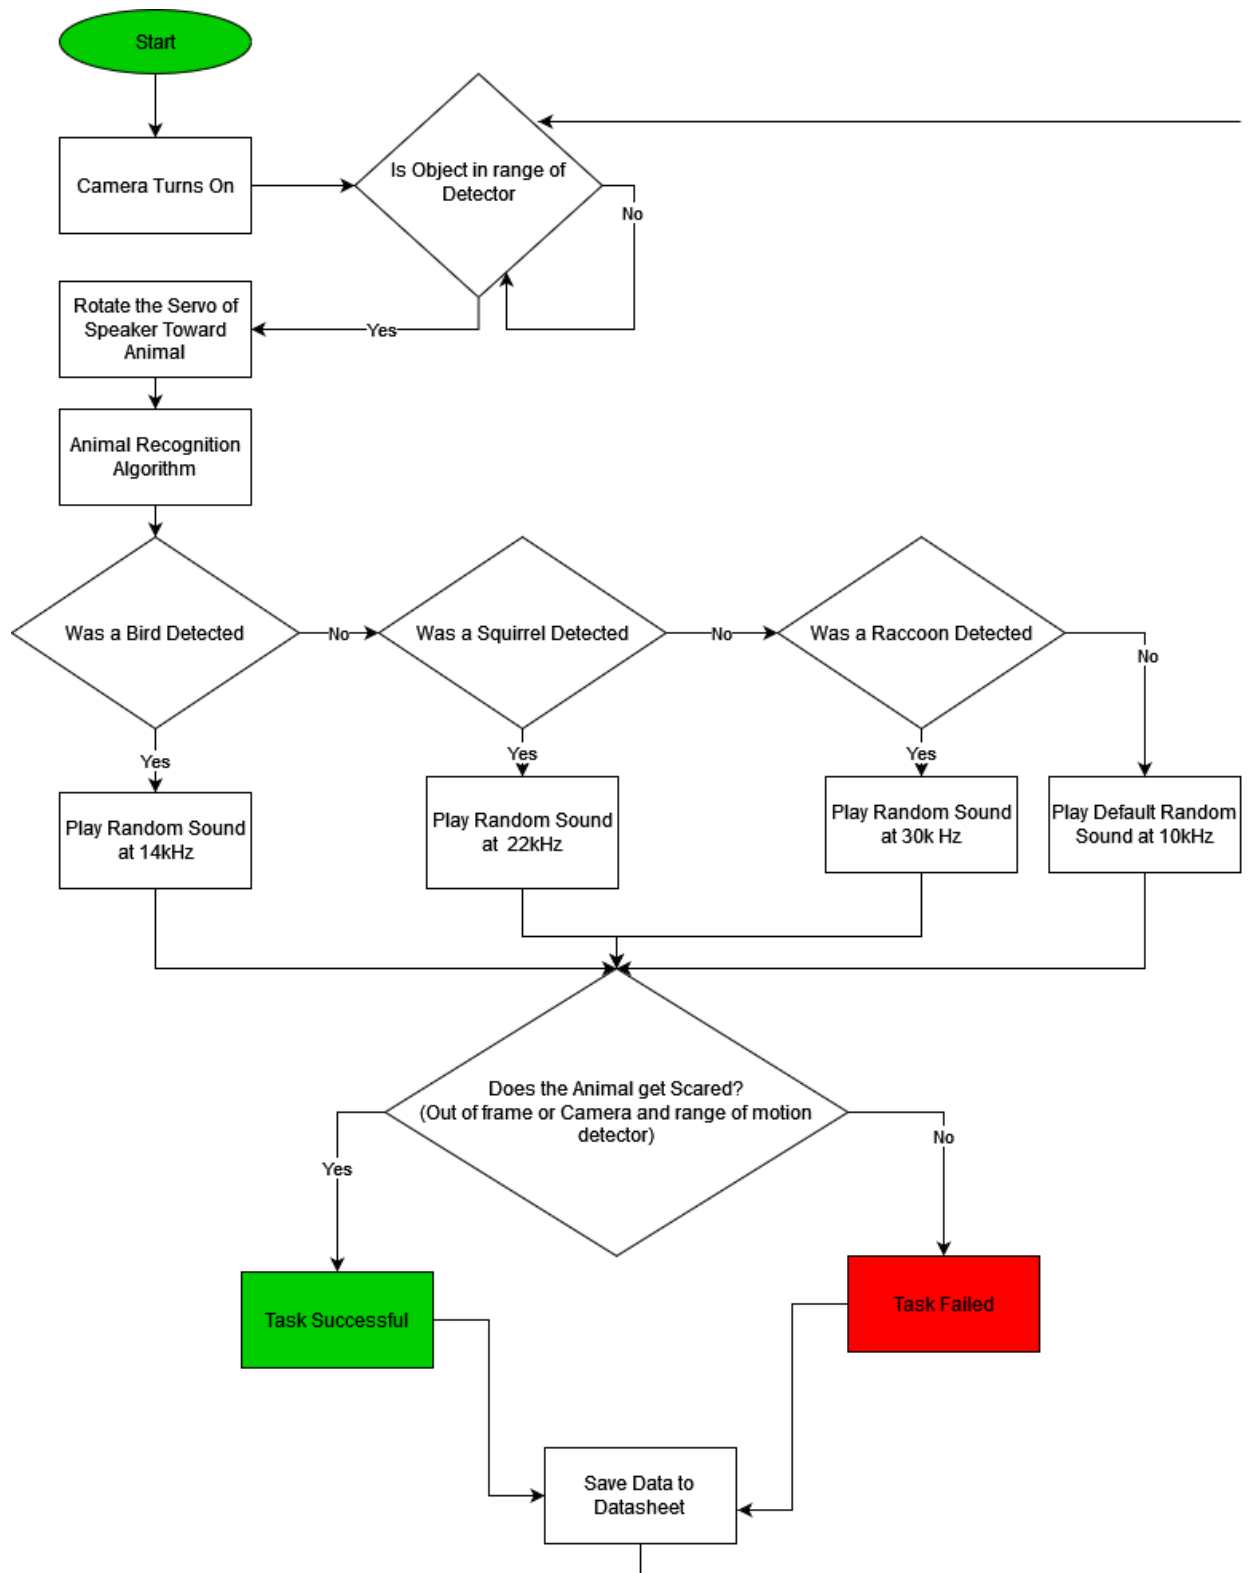 Start
Camera Turns On
Is Object in range of
Detector
No
Yes
Rotate the Servo of
Speaker Toward
Animal
Animal Recognition
Algorithm
Was a Bird Detected
No
Was a Squirrel Detected
No
Was a Raccoon Detected
No
Yes
Yes
Yes
Play Random Sound
at 14kHz
Play Random Sound
at 22kHz
Play Random Sound
at 30k Hz
Play Default Random
Sound at 10kHz
Does the Animal get Scared?
(Out of frame or Camera and range of motion
detector)
Yes
No
Task Successful
Task Failed
Save Data to
Datasheet